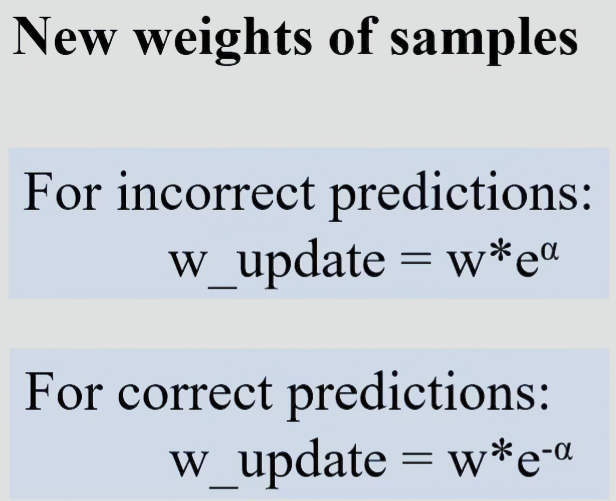 New weights of samples
For incorrect predictions:
w_update = w*e^α
For correct predictions:
w_update = w*e^-α